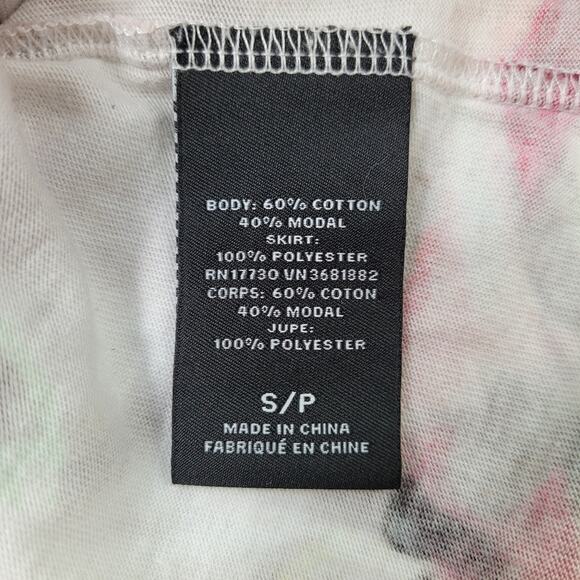 BODY: 60% COTTON
40% MODAL
SKIRT:
100% POLYESTER
RN17730 VN3681882
CORPS: 60% COTON
40% MODAL
JUPE:
100% POLYESTER
S/P
MADE IN CHINA
FABRIQUÉ EN CHINE